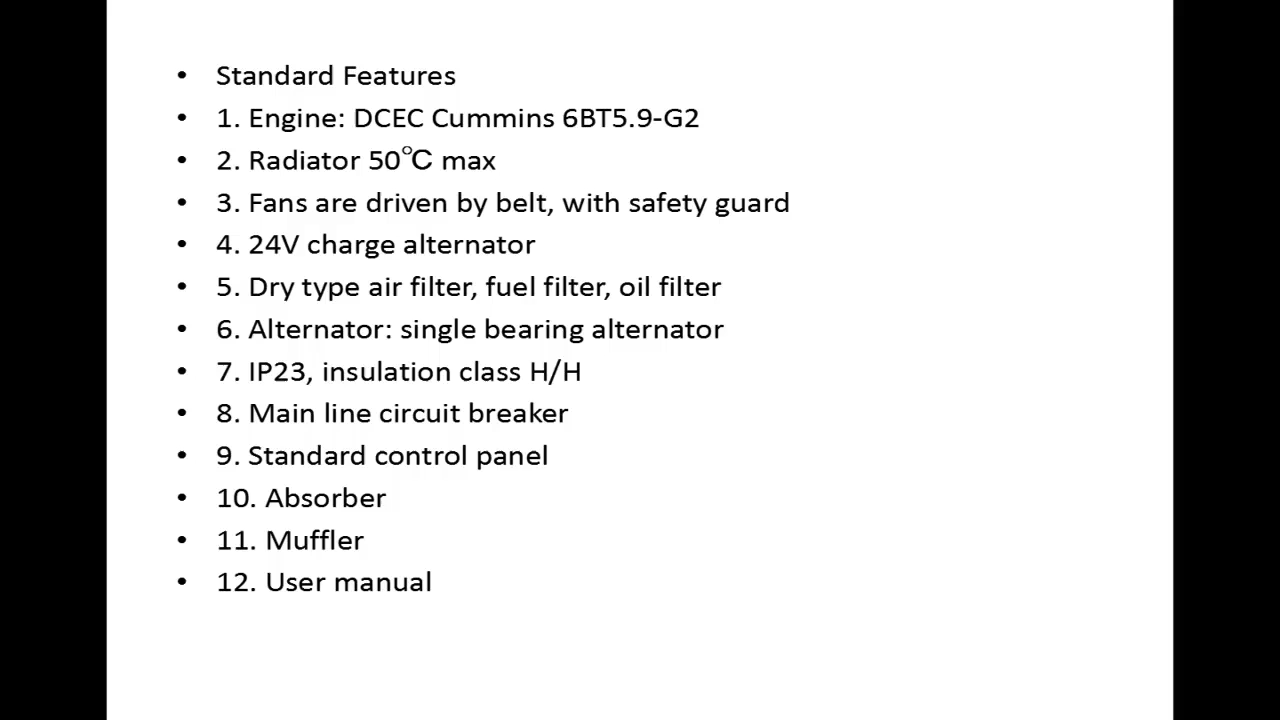 • Standard Features
• 1. Engine: DCEC Cummins 6BT5.9-G2
• 2. Radiator 50℃ max
• 3. Fans are driven by belt, with safety guard
• 4. 24V charge alternator
• 5. Dry type air filter, fuel filter, oil filter
• 6. Alternator: single bearing alternator
• 7. IP23, insulation class H/H
• 8. Main line circuit breaker
• 9. Standard control panel
• 10. Absorber
• 11. Muffler
• 12. User manual